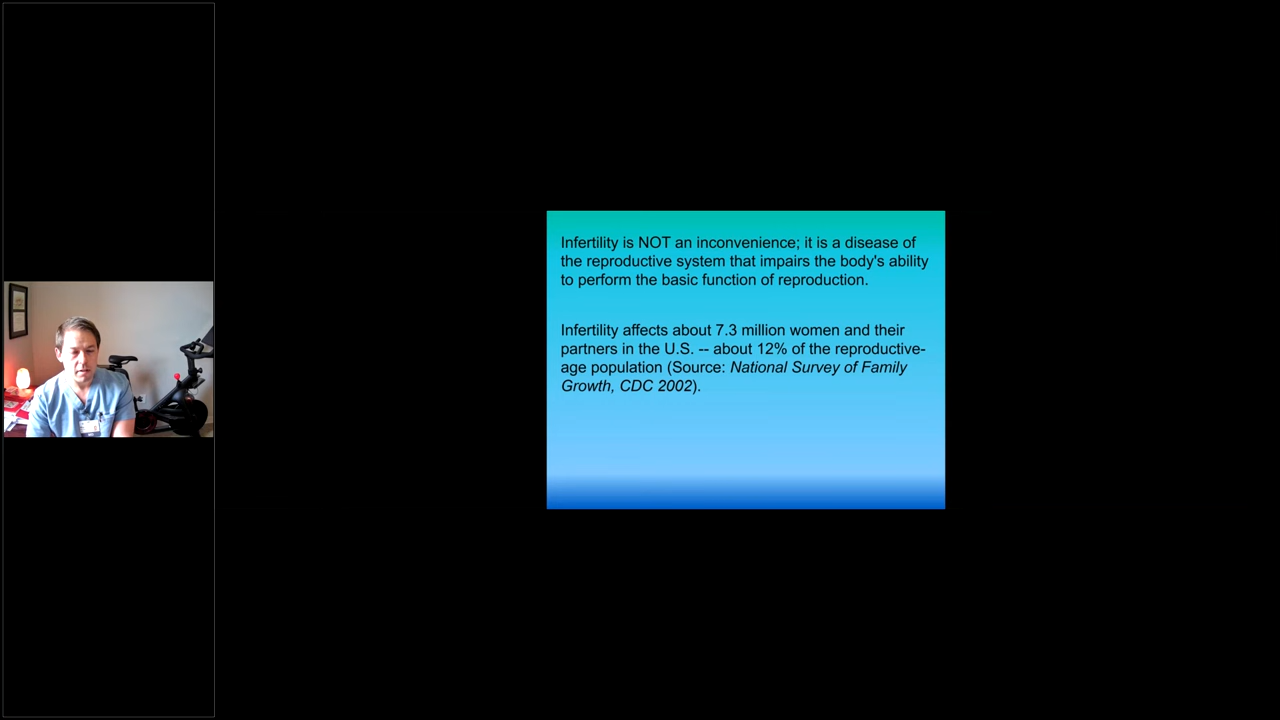 Infertility is NOT an inconvenience; it is a disease of
the reproductive system that impairs the body's ability
to perform the basic function of reproduction.
Infertility affects about 7.3 million women and their
partners in the U.S. -- about 12% of the reproductive-
age population (Source: National Survey of Family
Growth, CDC 2002).